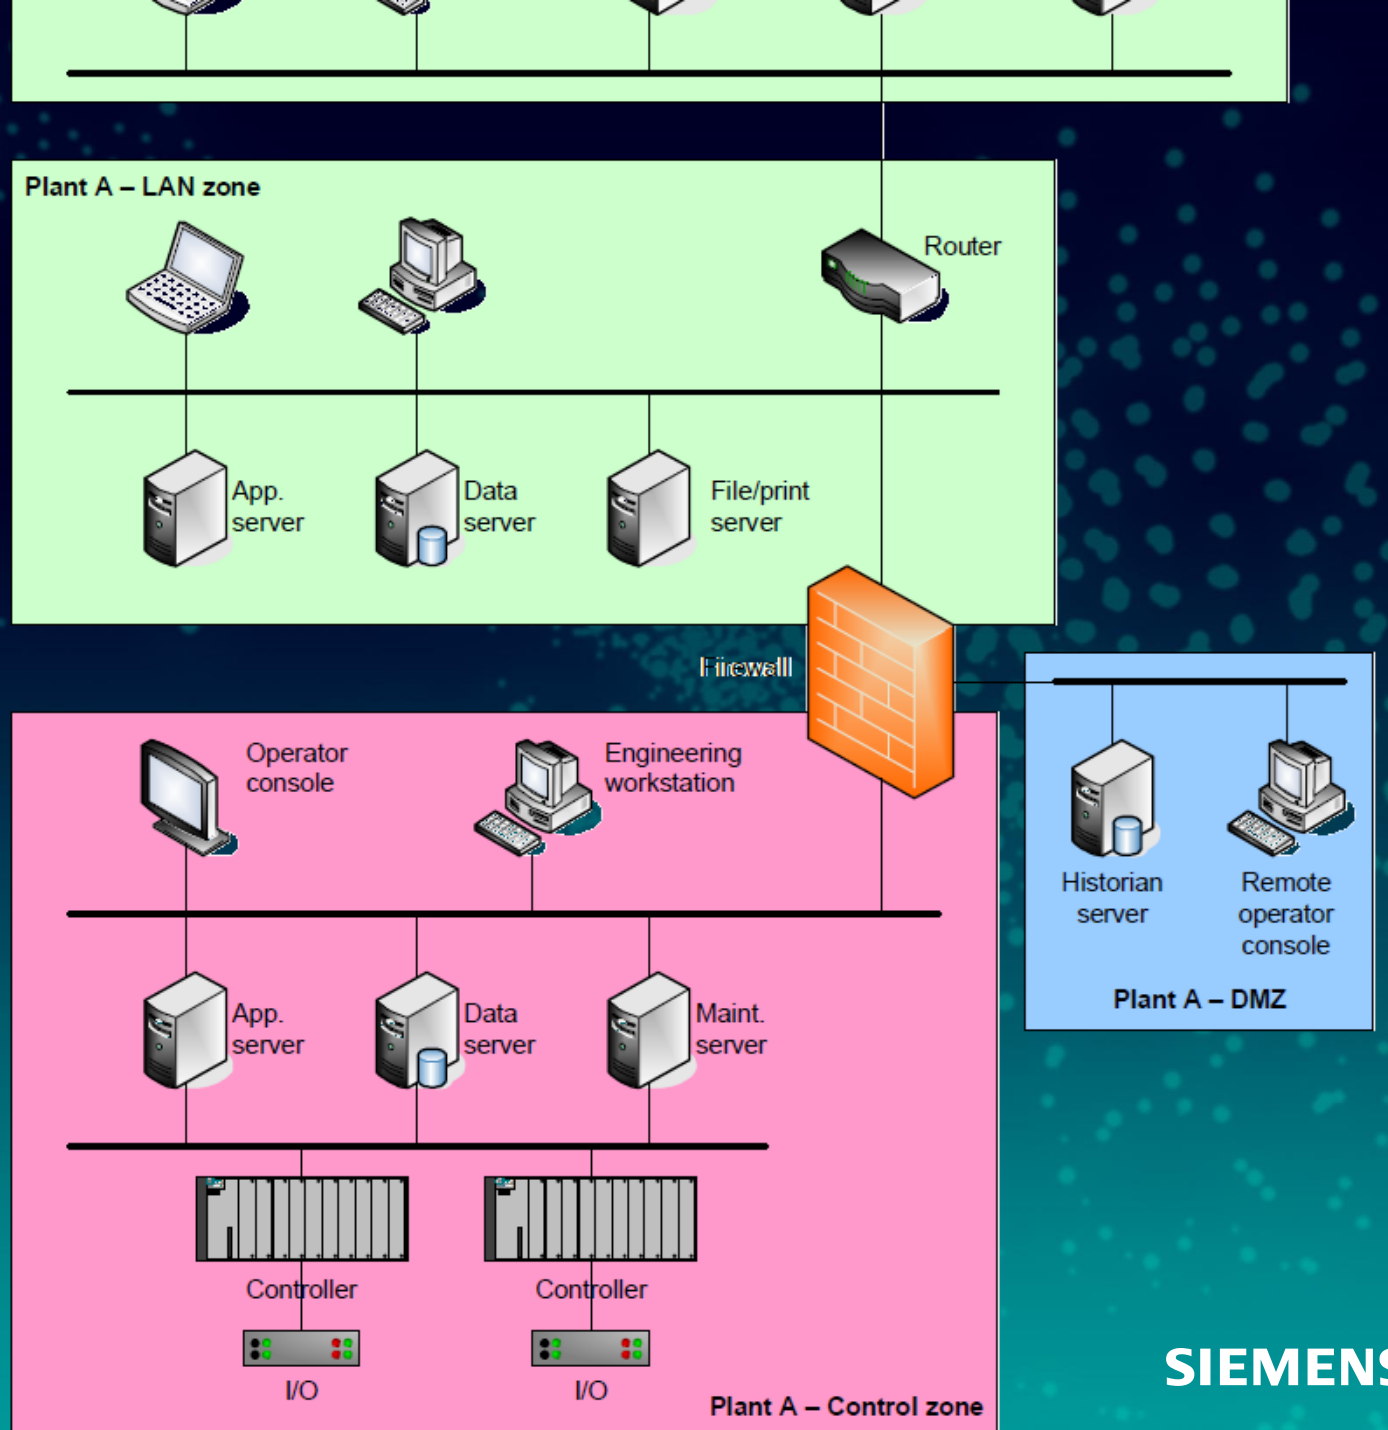 Plant A – LAN zone
Router
App.
server
Data
server
File/print
server
Firewall
Operator
console
Engineering
workstation
Historian
server
Remote
operator
console
Plant A – DMZ
App.
server
Data
server
Maint.
server
Controller
Controller
I/O
I/O
SIEMENS
Plant A – Control zone